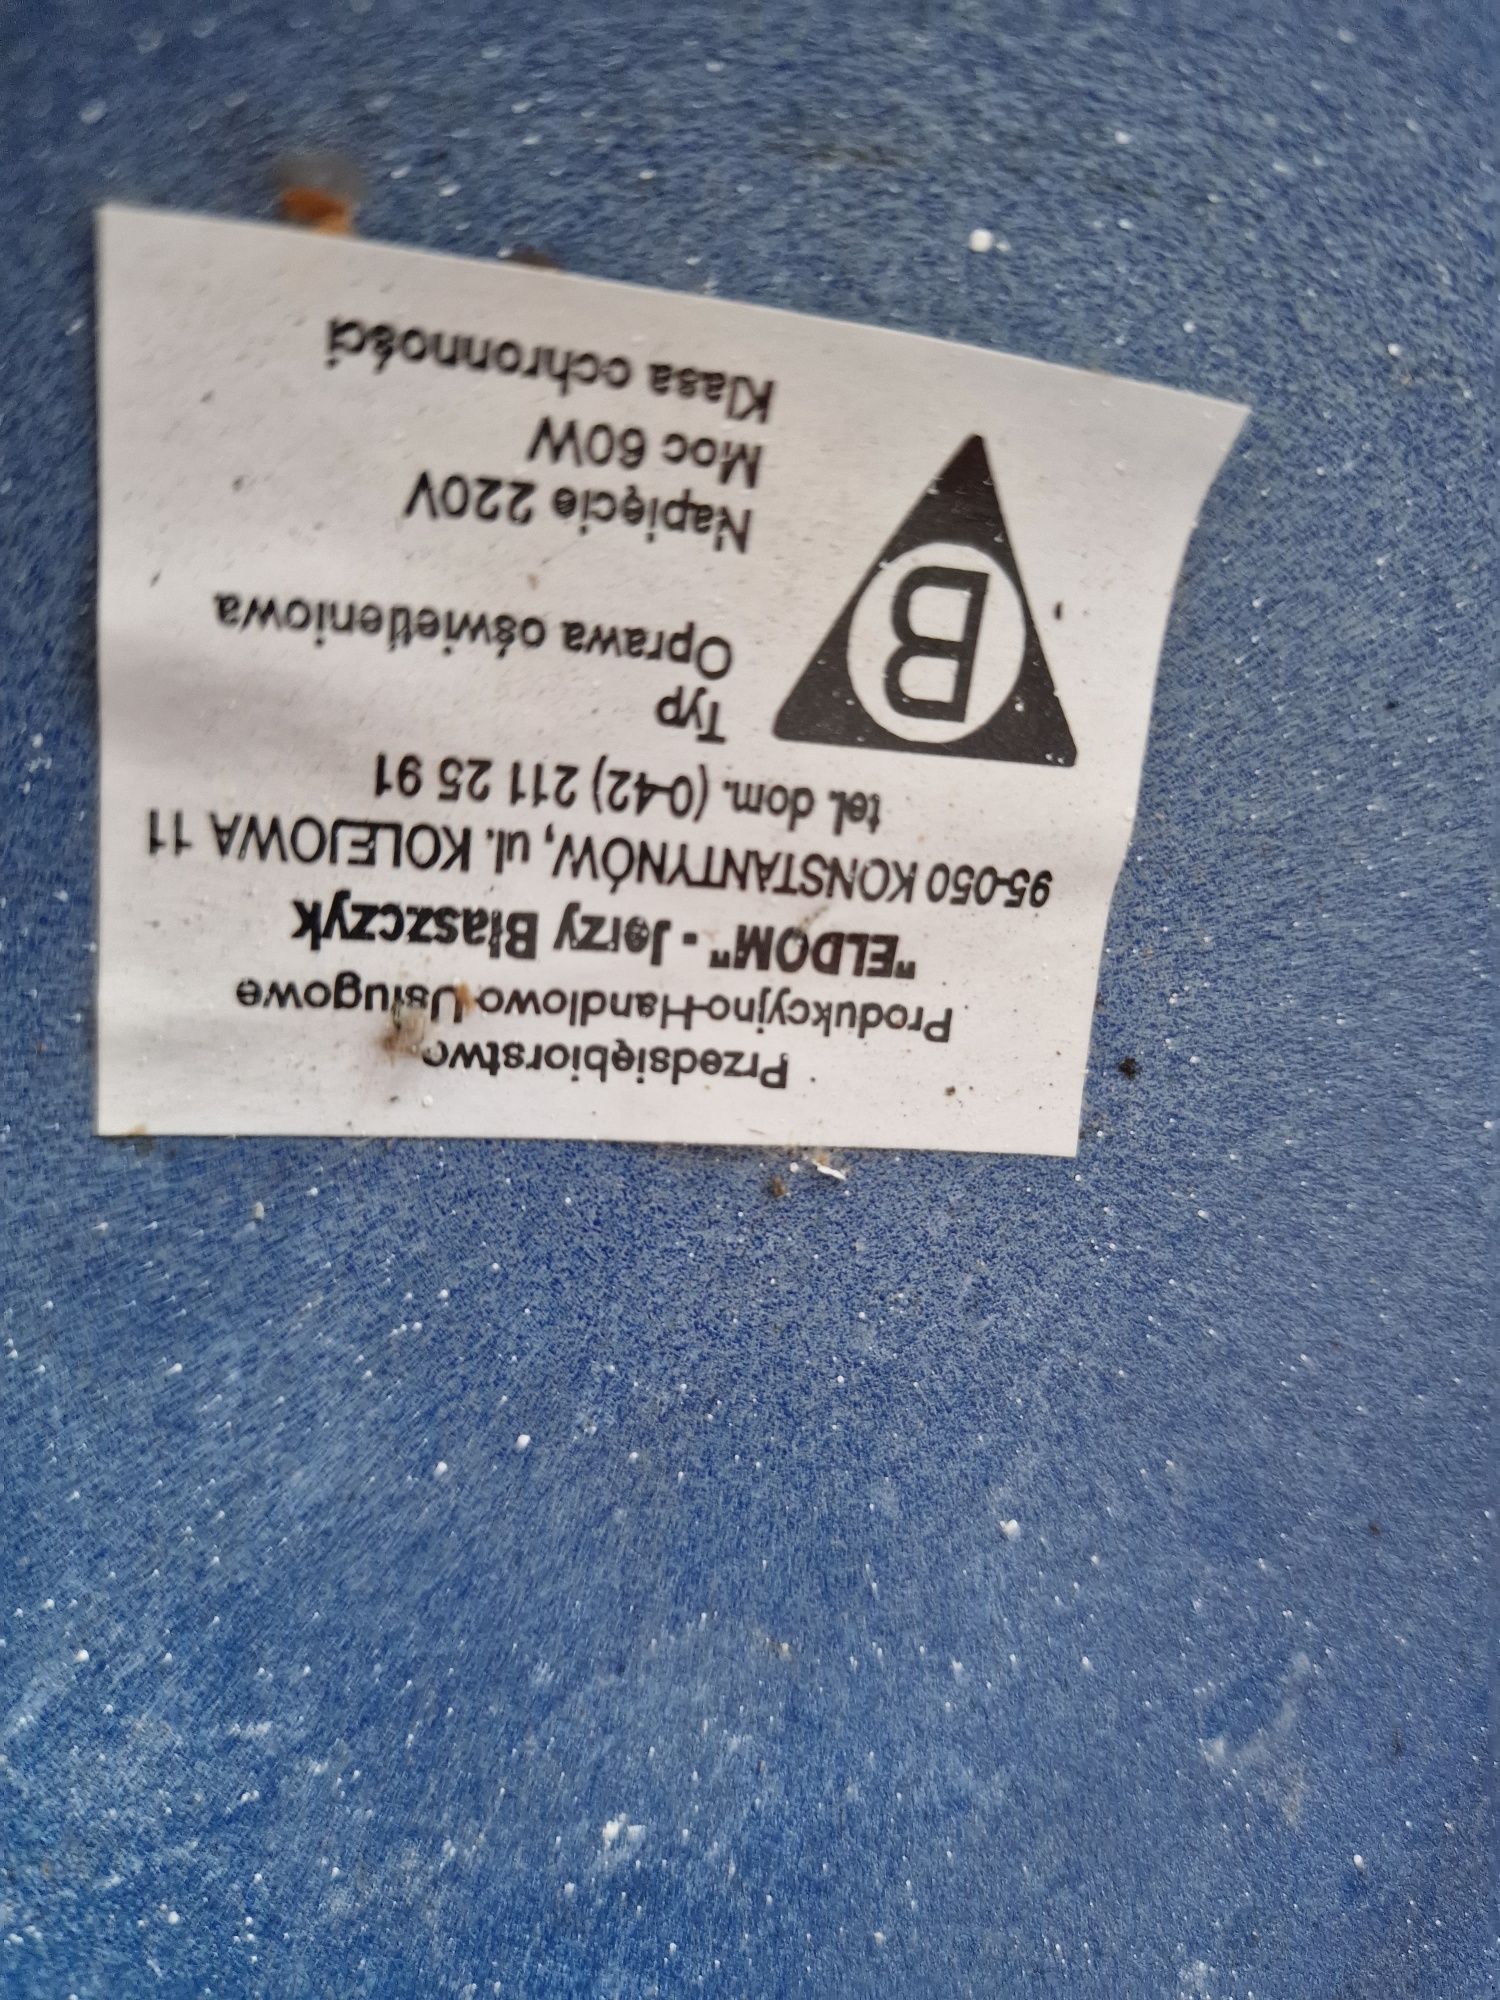 Przedsiębiorstwo
Produkcyjno-Handlowo Usługowe
"ELDOM" - Jerzy Błaszczyk
95-050 KONSTANTYNÓW, ul. KOLEJOWA 11
tel. dom. (0-42) 211 25 91
Typ
Oprawa oświetleniowa
B
Napięcie 220V
Moc 60W
Klasa ochronności